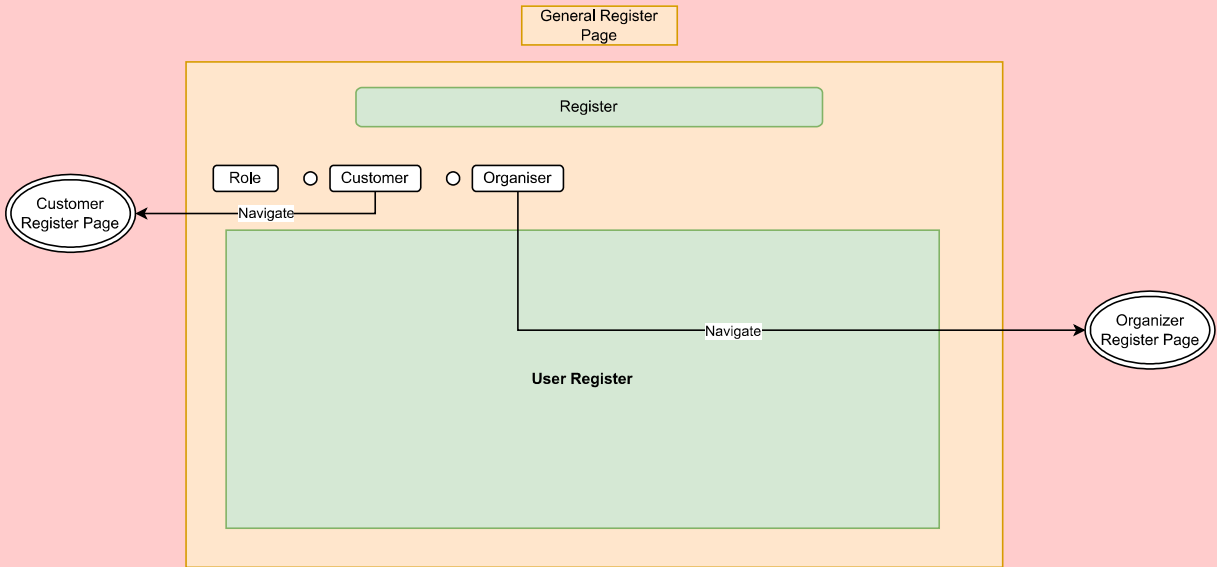 General Register
Page
Register
Role
Customer
Organiser
Customer
Register Page
Navigate
Navigate
Organizer
Register Page
User Register